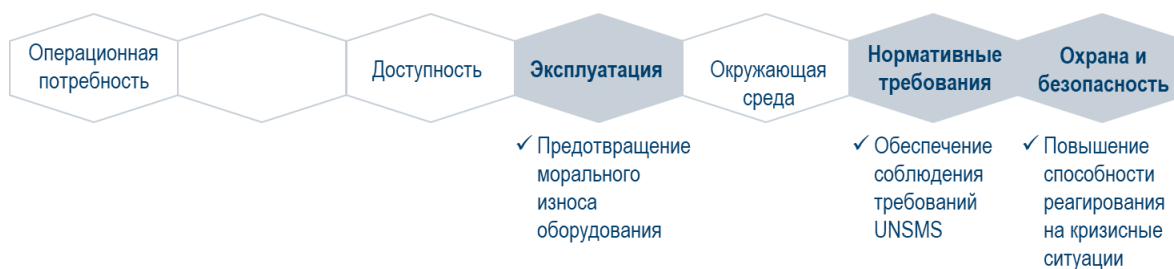 Операционная
потребность
Доступность
Эксплуатация
Окружающая
среда
Нормативные
требования
Охрана и
безопасность
✓ Предотвращение
морального
износа
оборудования
✓ Обеспечение
соблюдения
требований
UNSMS
✓ Повышение
способности
реагирования
на кризисные
ситуации